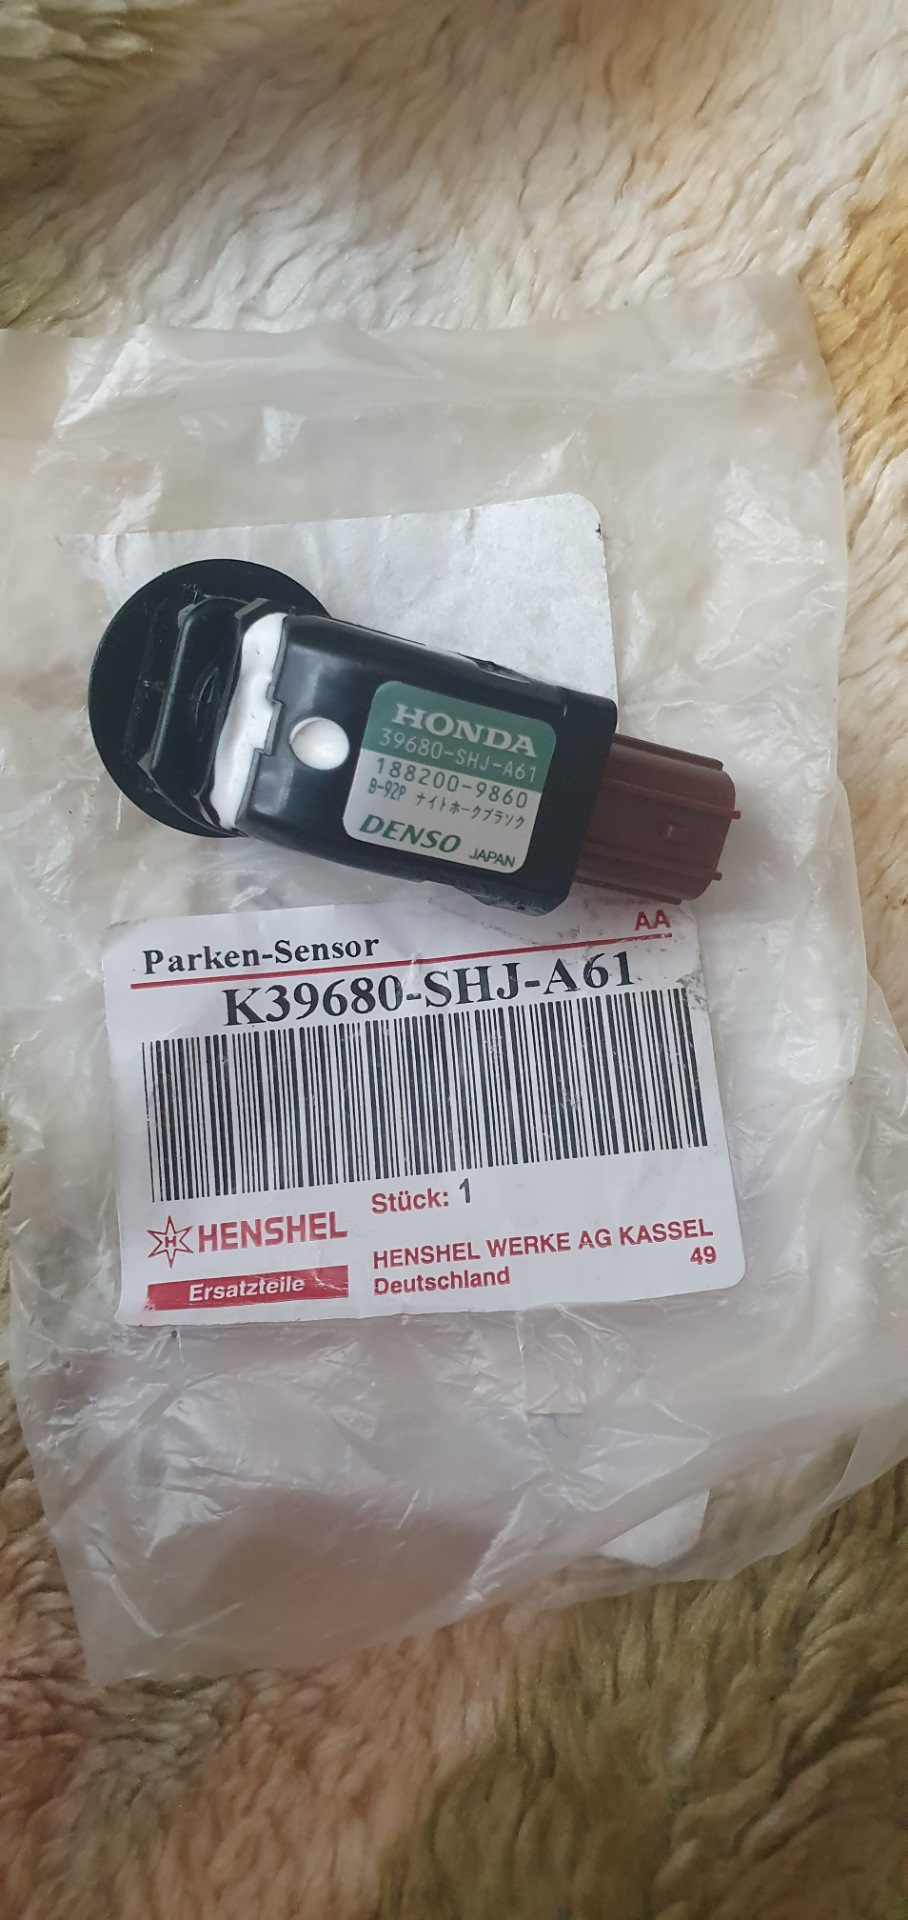 HONDA
39680-SHJ-A61
188200-9860
B-92P ナイトホークブラック
DENSO JAPAN
AA
Parken-Sensor
K39680-SHJ-A61
Stück: 1
H HENSHEL
HENSHEL WERKE AG KASSEL
49
Ersatzteile
Deutschland